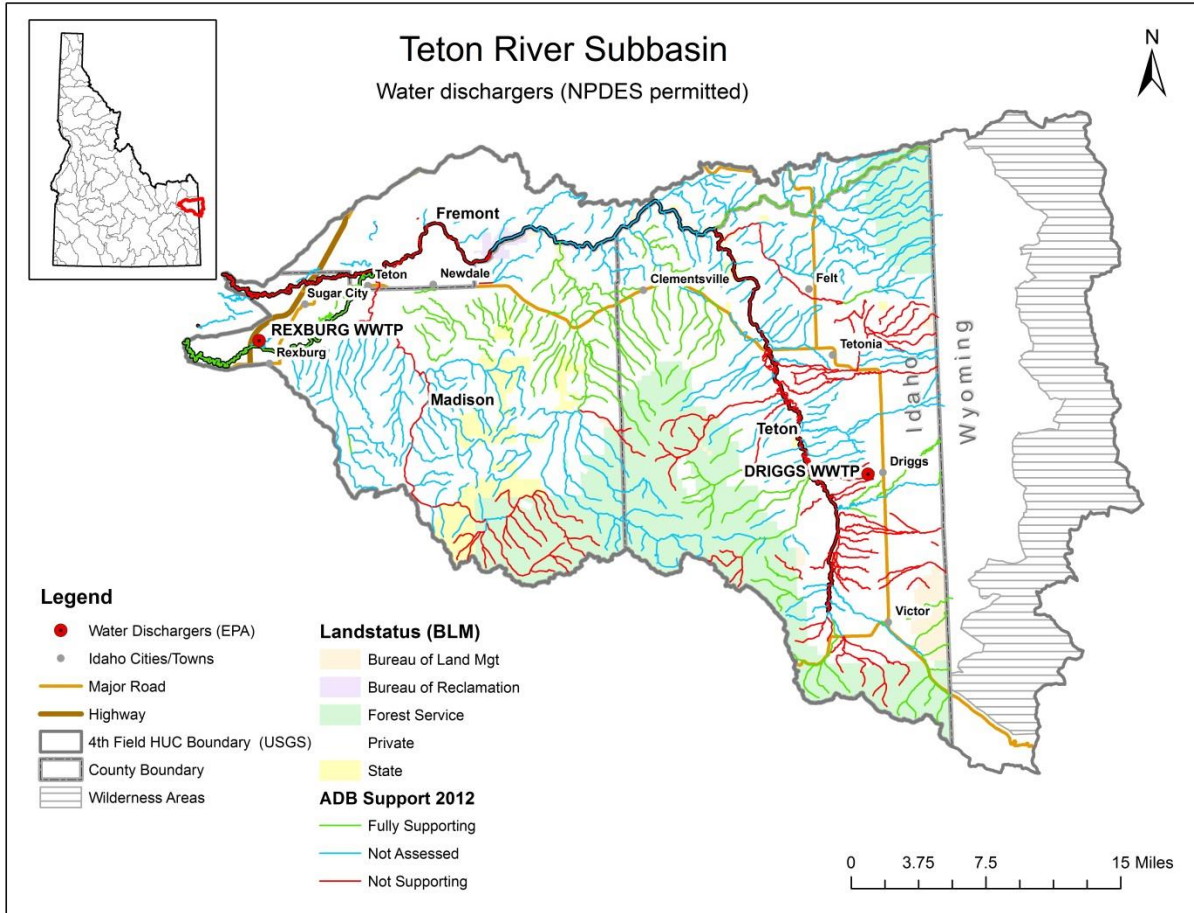 Teton River Subbasin
Water dischargers (NPDES permitted)
N
Fremont
Teton
Newdale
Sugar City
Clementsville
Felt
REXBURG WWTP
Rexburg
Tetonia
Idaho
Wyoming
Madison
Teton
DRIGGS WWTP
Driggs
Victor
Legend
Water Dischargers (EPA)
Idaho Cities/Towns
Major Road
Highway
4th Field HUC Boundary (USGS)
County Boundary
Wilderness Areas
Landstatus (BLM)
Bureau of Land Mgt
Bureau of Reclamation
Forest Service
Private
State
ADB Support 2012
Fully Supporting
Not Assessed
Not Supporting
0 3.75 7.5 15 Miles